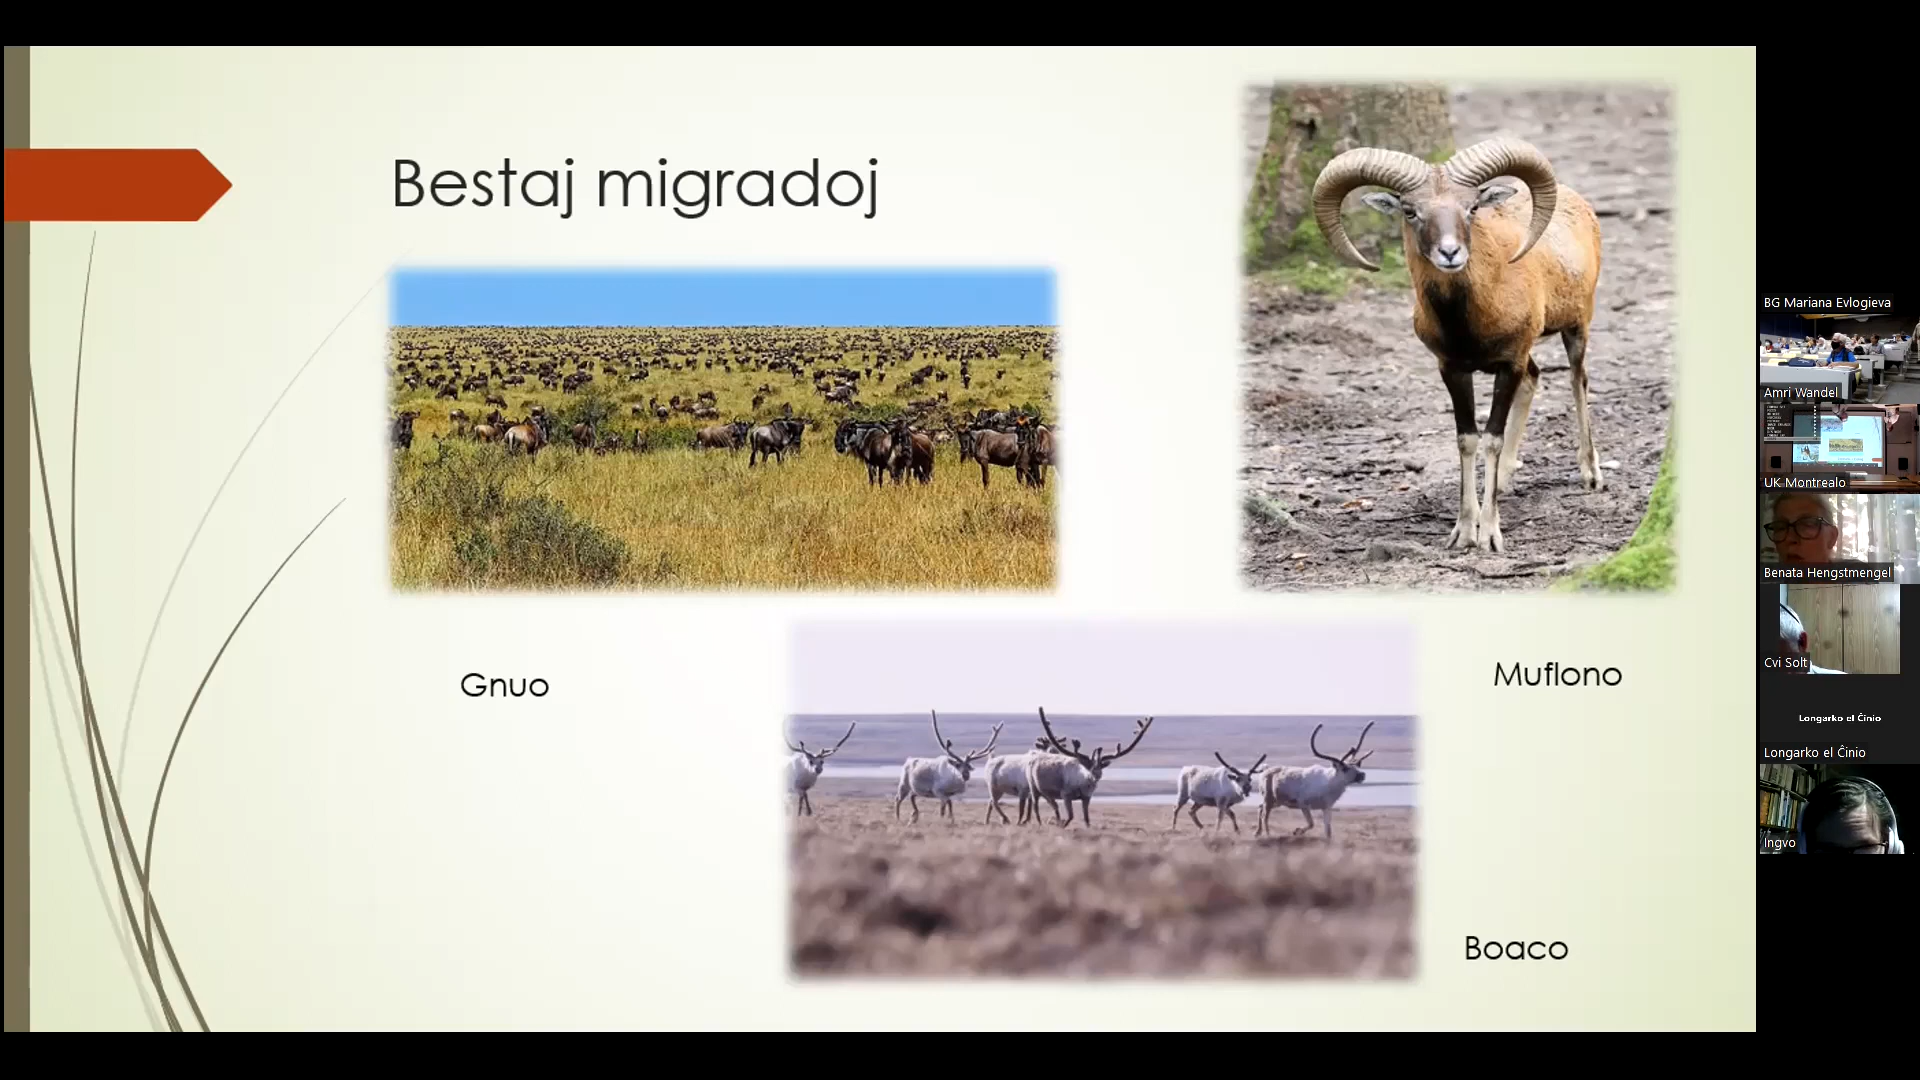 Bestaj migradoj
Gnuo
Muflono
Boaco
BG Mariana Evlogieva
Amri Wandel
UK Montrealo
Benata Hengstmengel
Cvi Solt
Longarko el Ĉinio
Longarko el Ĉinio
Ingvo